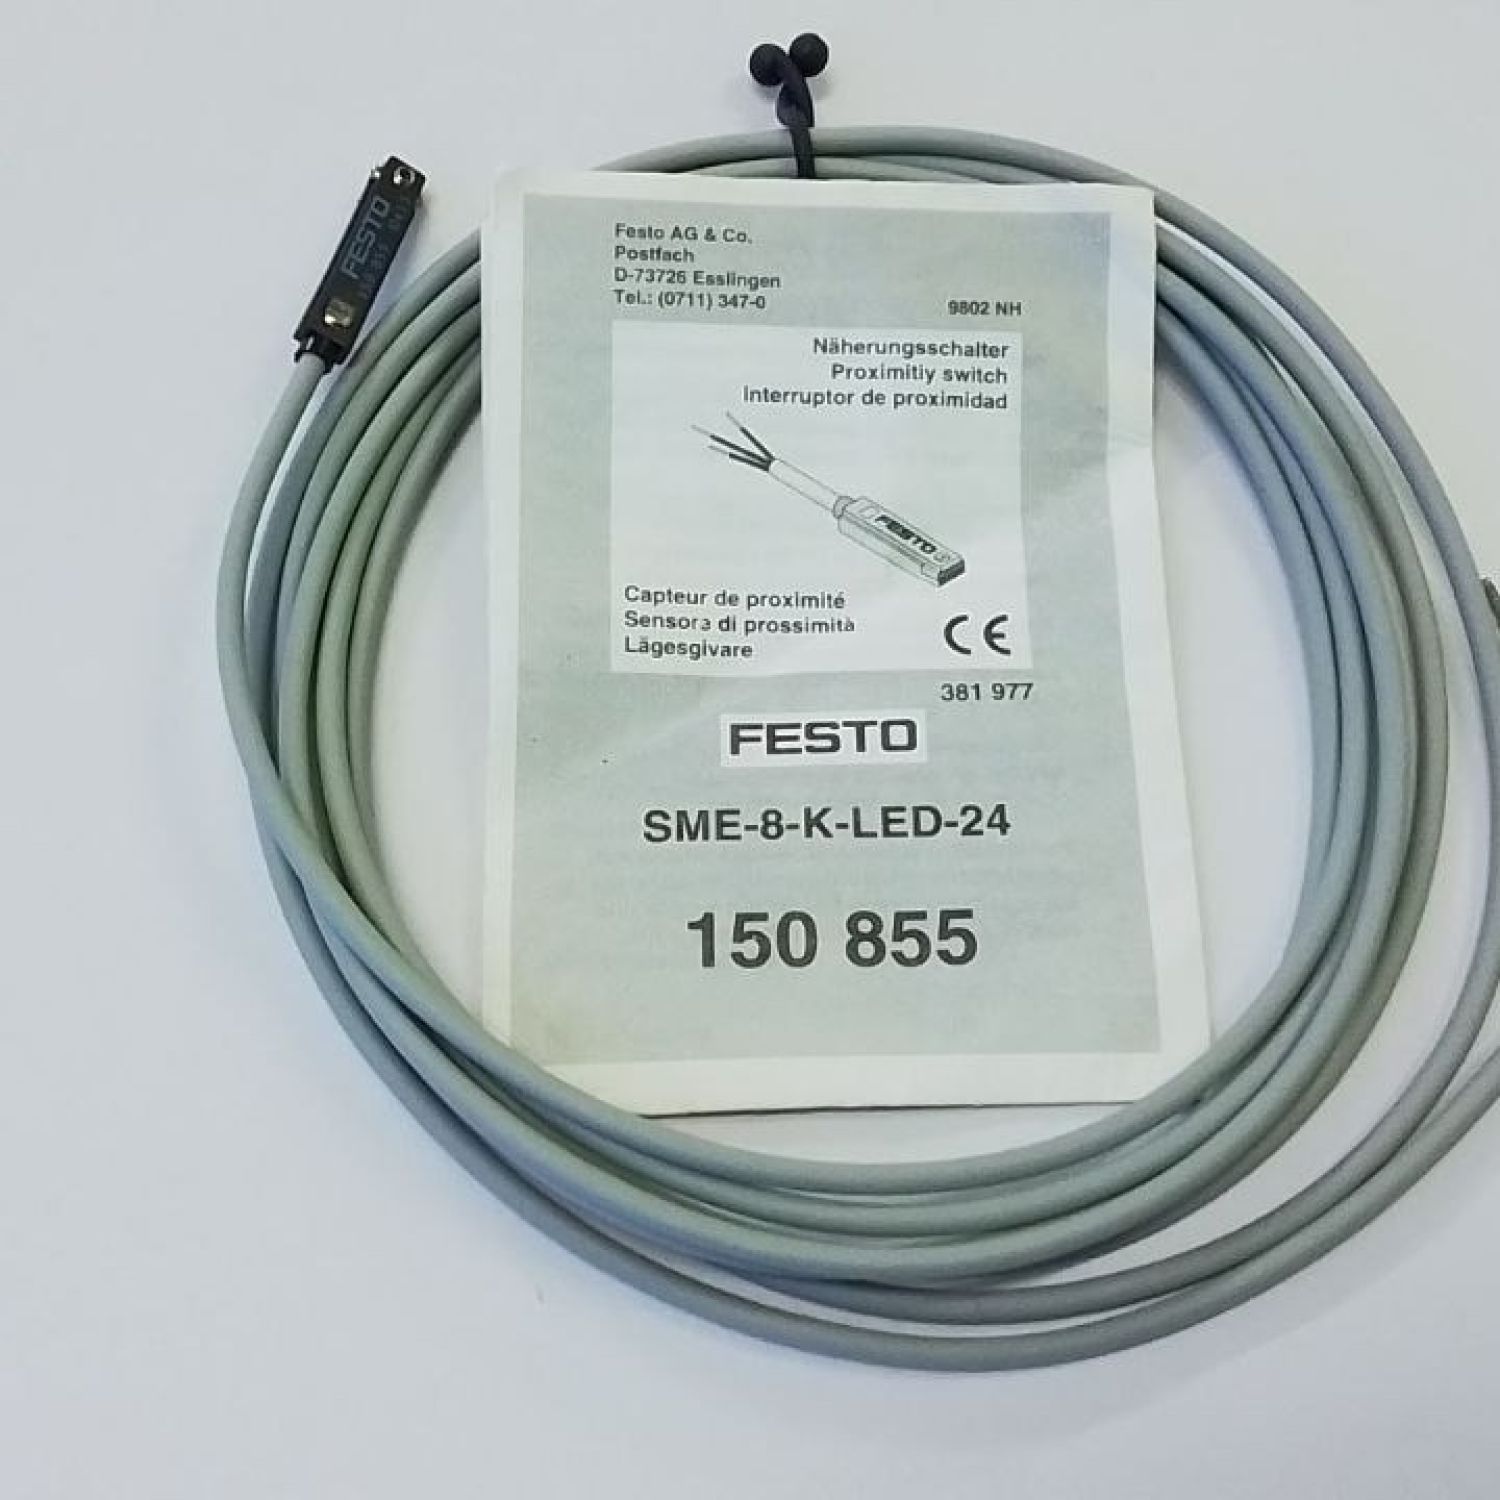 FESTO
Festo AG & Co.
Postfach
D-73726 Esslingen
Tel.: (0711) 347-0
9802 NH
Näherungsschalter
Proximitiy switch
Interruptor de proximidad
FESTO
Capteur de proximité
Sensore di prossimità
Lägesgivare
CE
381 977
FESTO
SME-8-K-LED-24
150 855